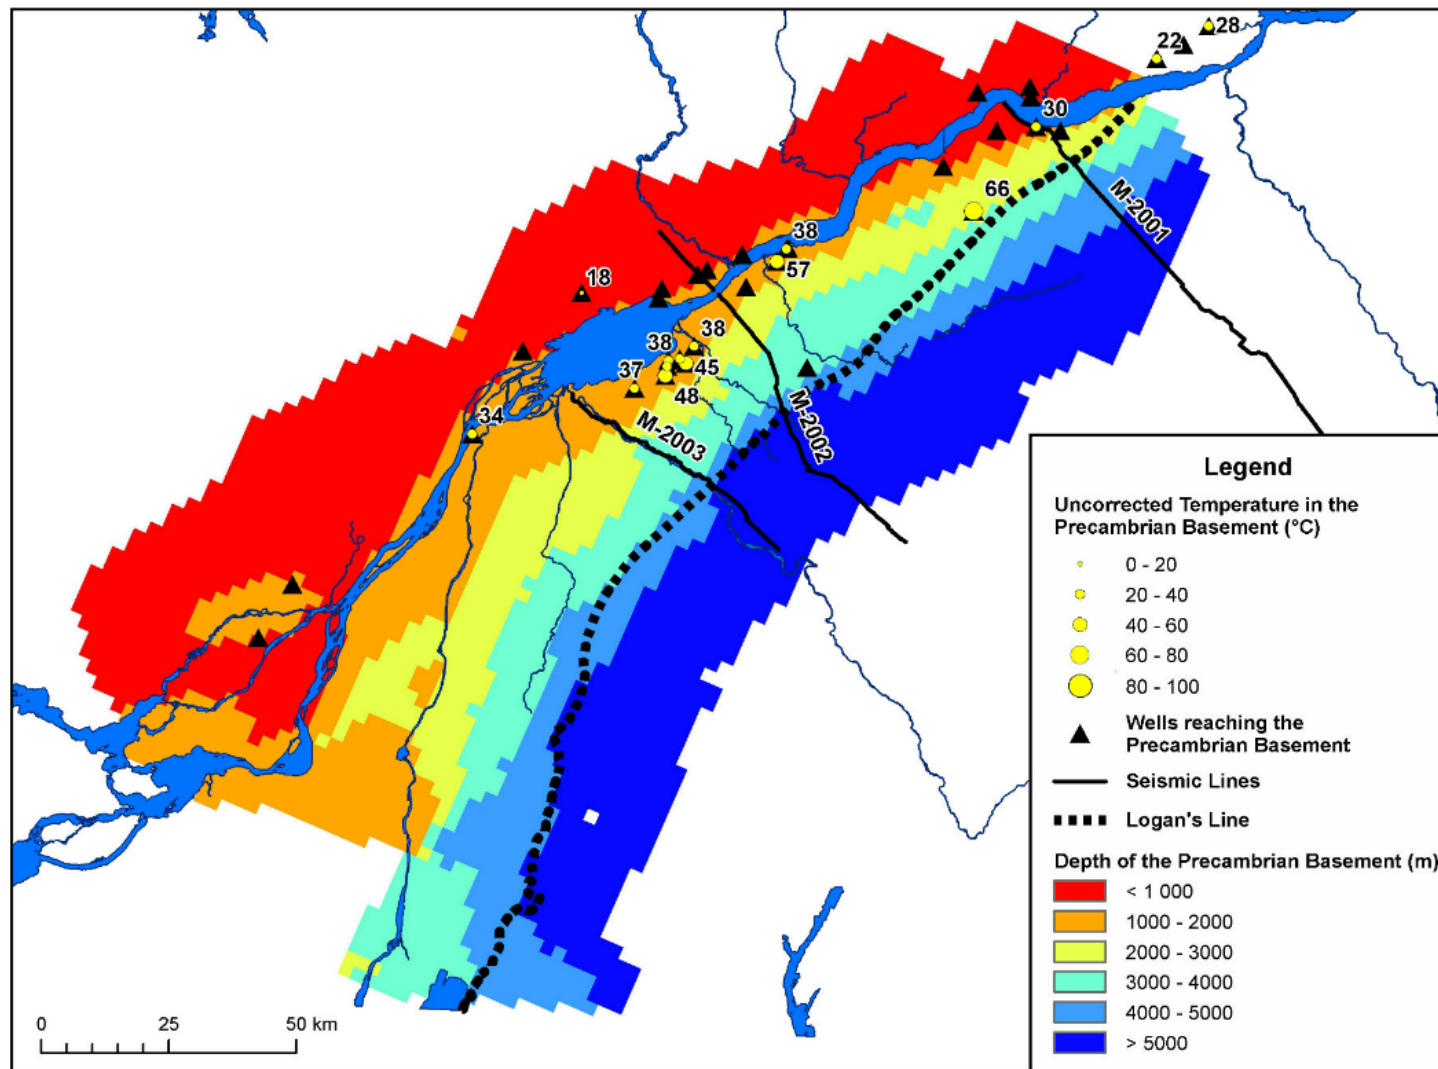 28
22
30
M-2001
66
38
57
18
38
38
45
37
48
34
M-2002
M-2003
Legend
Uncorrected Temperature in the
Precambrian Basement (°C)
0 - 20
20 - 40
40 - 60
60 - 80
80 - 100
Wells reaching the
Precambrian Basement
Seismic Lines
Logan's Line
Depth of the Precambrian Basement (m)
< 1 000
1000 - 2000
2000 - 3000
3000 - 4000
4000 - 5000
> 5000
0 25 50 km